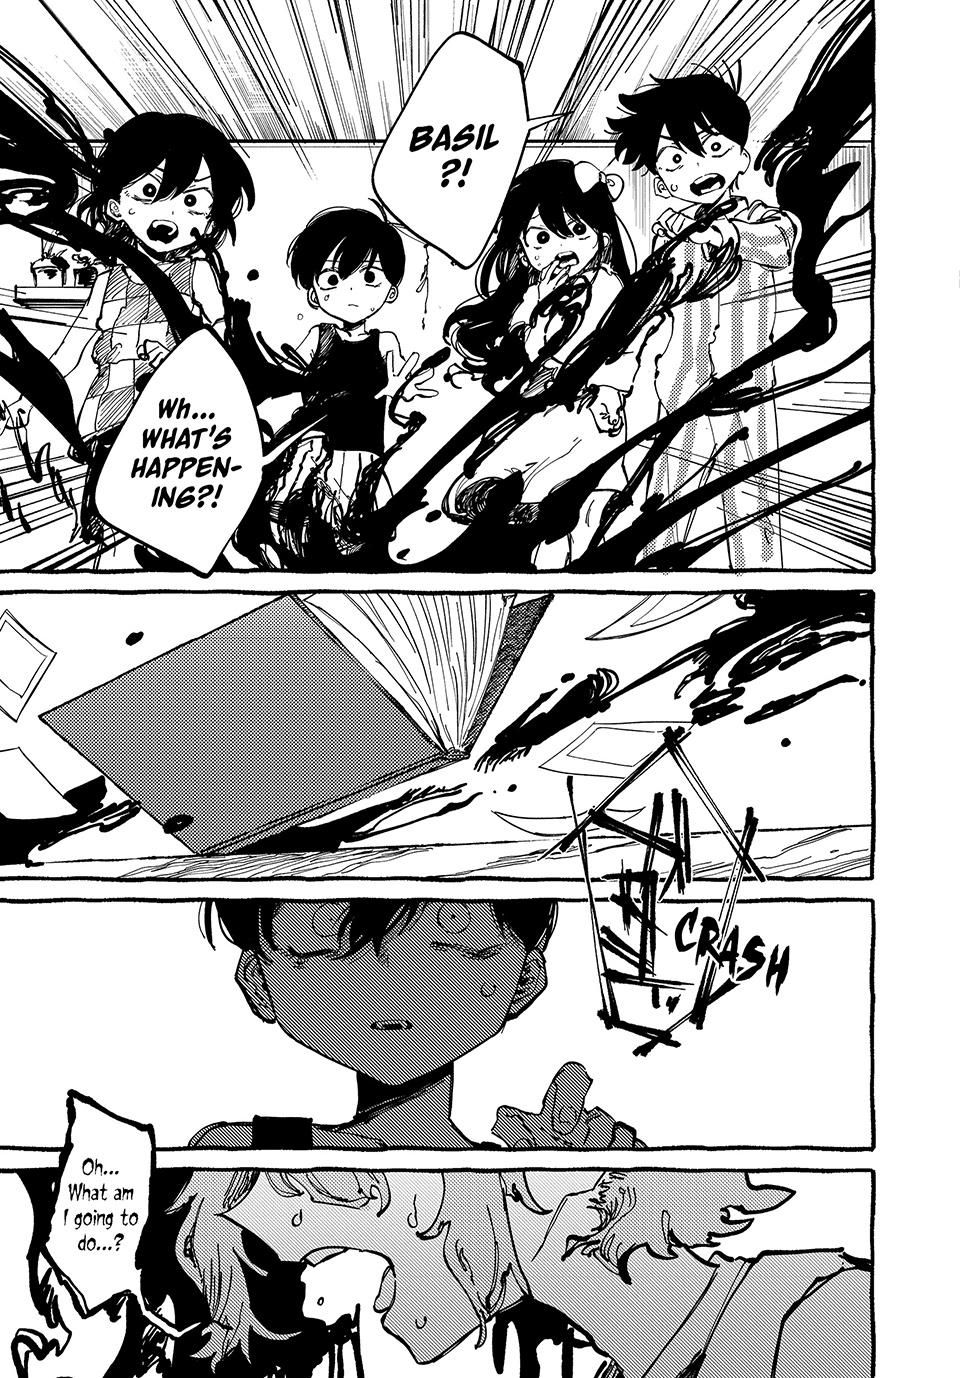 BASIL
?!
Wh...
WHAT'S
HAPPEN-
ING?!
CRASH
Oh...
What am
I going to
do...?